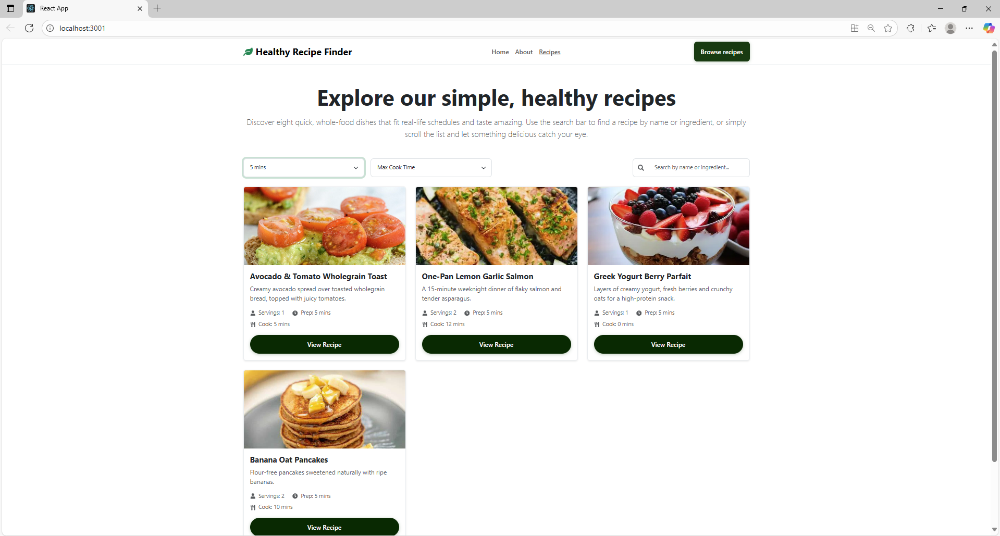 React App
localhost:3001
Healthy Recipe Finder
Home About Recipes
Browse recipes
Explore our simple, healthy recipes
Discover eight quick, whole-food dishes that fit real-life schedules and taste amazing. Use the search bar to find a recipe by name or ingredient, or simply
scroll the list and let something delicious catch your eye.
5 mins
Max Cook Time
Search by name or ingredient...
Avocado & Tomato Wholegrain Toast
Creamy avocado spread over toasted wholegrain
bread, topped with juicy tomatoes.
Servings: 1 Prep: 5 mins
Cook: 5 mins
View Recipe
One-Pan Lemon Garlic Salmon
A 15-minute weeknight dinner of flaky salmon and
tender asparagus.
Servings: 2 Prep: 5 mins
Cook: 12 mins
View Recipe
Greek Yogurt Berry Parfait
Layers of creamy yogurt, fresh berries and crunchy
oats for a high-protein snack.
Servings: 1 Prep: 5 mins
Cook: 0 mins
View Recipe
Banana Oat Pancakes
Flour-free pancakes sweetened naturally with ripe
bananas.
Servings: 2 Prep: 5 mins
Cook: 10 mins
View Recipe